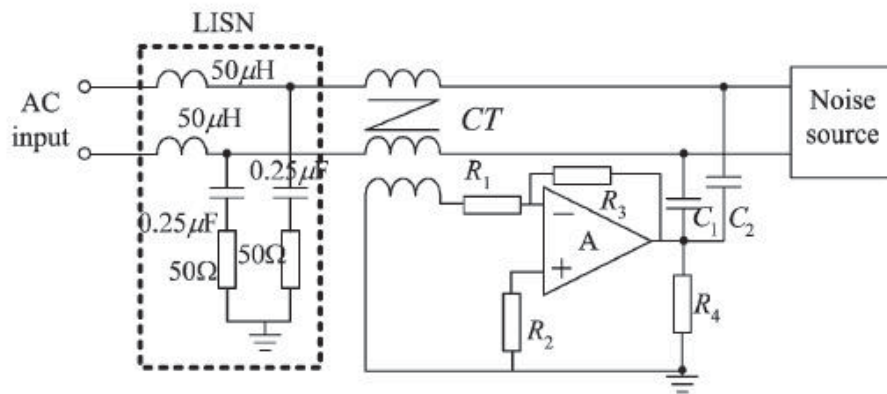 LISN
50μH
AC
input
50μH
CT
Noise
source
0.25μF
0.25μF
50Ω
50Ω
R₁
R₃
−
A
+
C₁
C₂
R₂
R₄